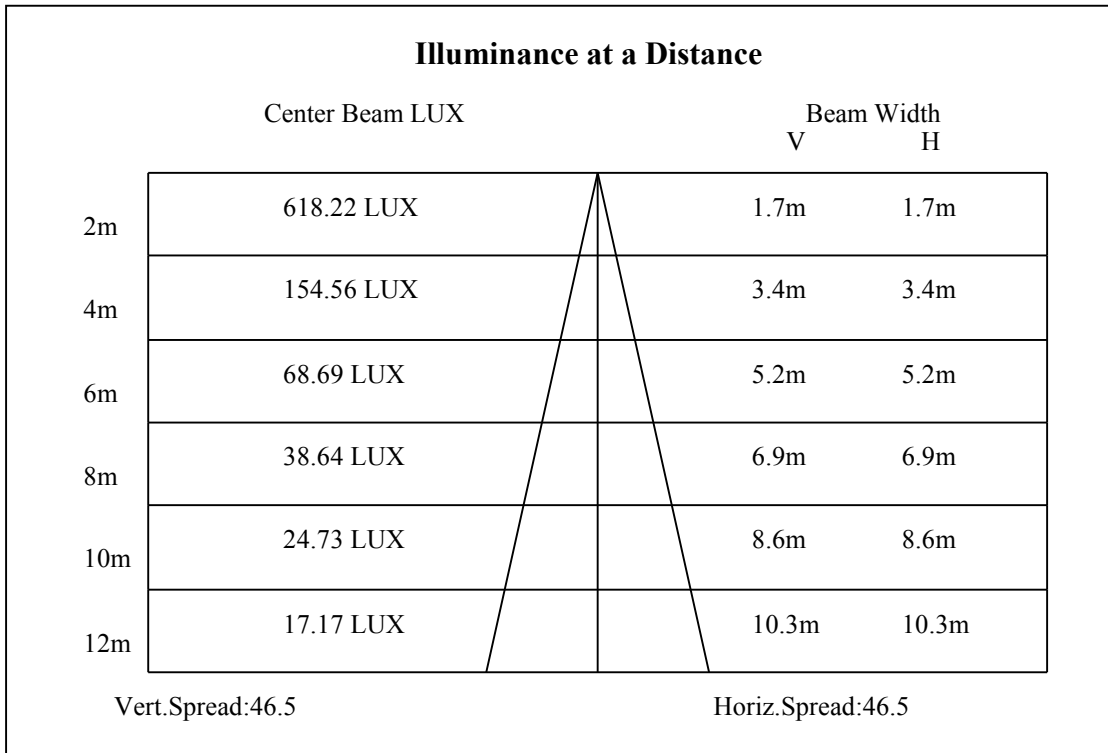 Illuminance at a Distance
Center Beam LUX Beam Width
V H
2m 618.22 LUX 1.7m 1.7m
4m 154.56 LUX 3.4m 3.4m
6m 68.69 LUX 5.2m 5.2m
8m 38.64 LUX 6.9m 6.9m
10m 24.73 LUX 8.6m 8.6m
12m 17.17 LUX 10.3m 10.3m
Vert.Spread:46.5 Horiz.Spread:46.5